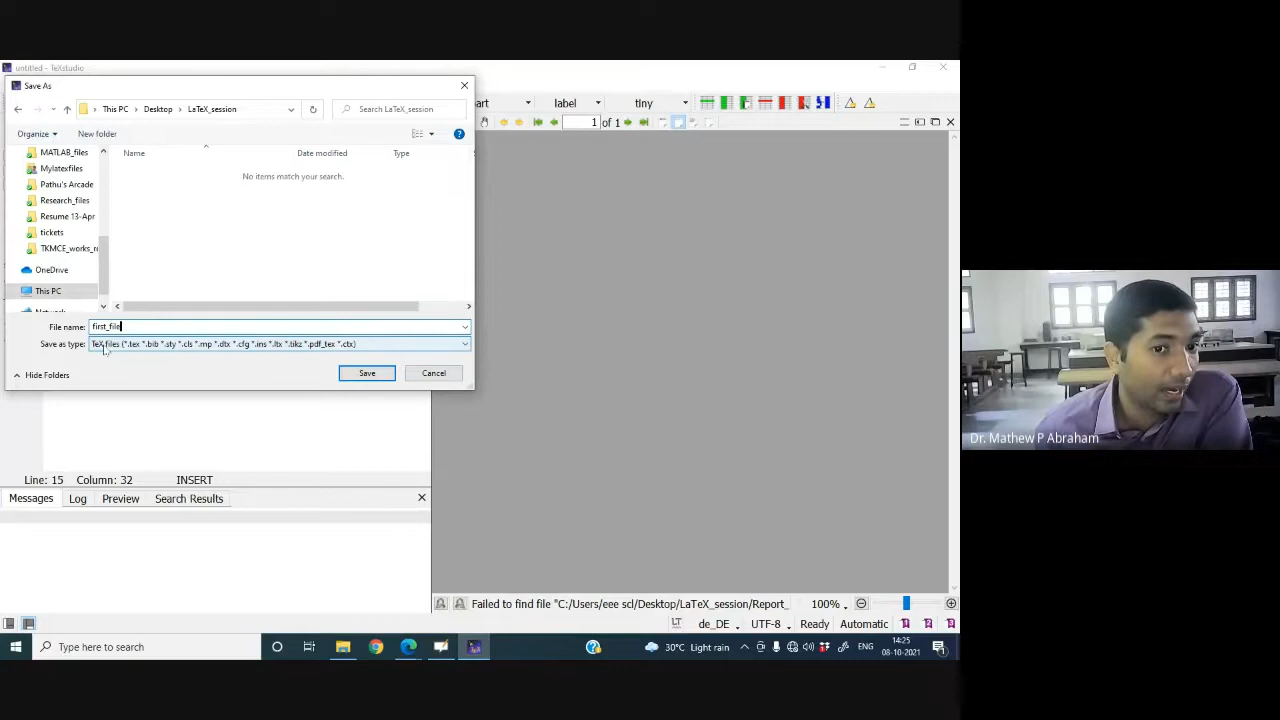 untitled - TeXstudio
Save As
This PC
Desktop
LaTeX_session
Search LaTeX_session
part
label
tiny
Organize
New folder
1 of 1
Name
Date modified
Type
No items match your search.
MATLAB_files
Mylatexfiles
Pathu's Arcade
Research_files
Resume 13-Apr
tickets
TKMCE_works_r
OneDrive
This PC
File name: first_file
Save as type: TeX files (*.tex *.bib *.sty *.cls *.mp *.dtx *.cfg *.ins *.ltx *.tikz *.pdf_tex *.ctx)
Hide Folders
Save
Cancel
Line: 15 Column: 32 INSERT
Messages Log Preview Search Results
Failed to find file "C:/Users/eee scl/Desktop/LaTeX_session/Report_
100%
de_DE UTF-8 Ready Automatic
Type here to search
30°C Light rain
ENG
14:25
08-10-2021
Dr. Mathew P Abraham